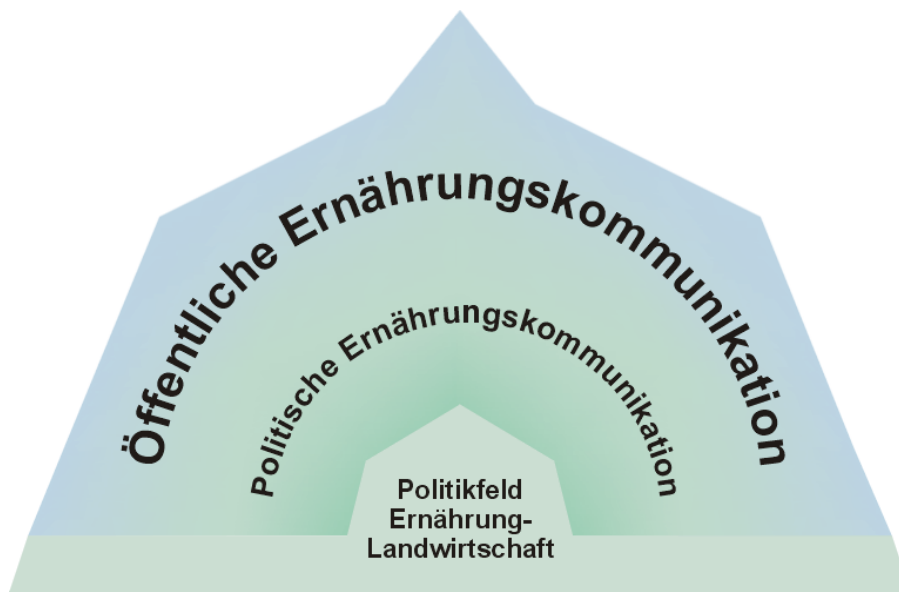 Öffentliche Ernährungskommunikation
Politische Ernährungskommunikation
Politikfeld
Ernährung-
Landwirtschaft